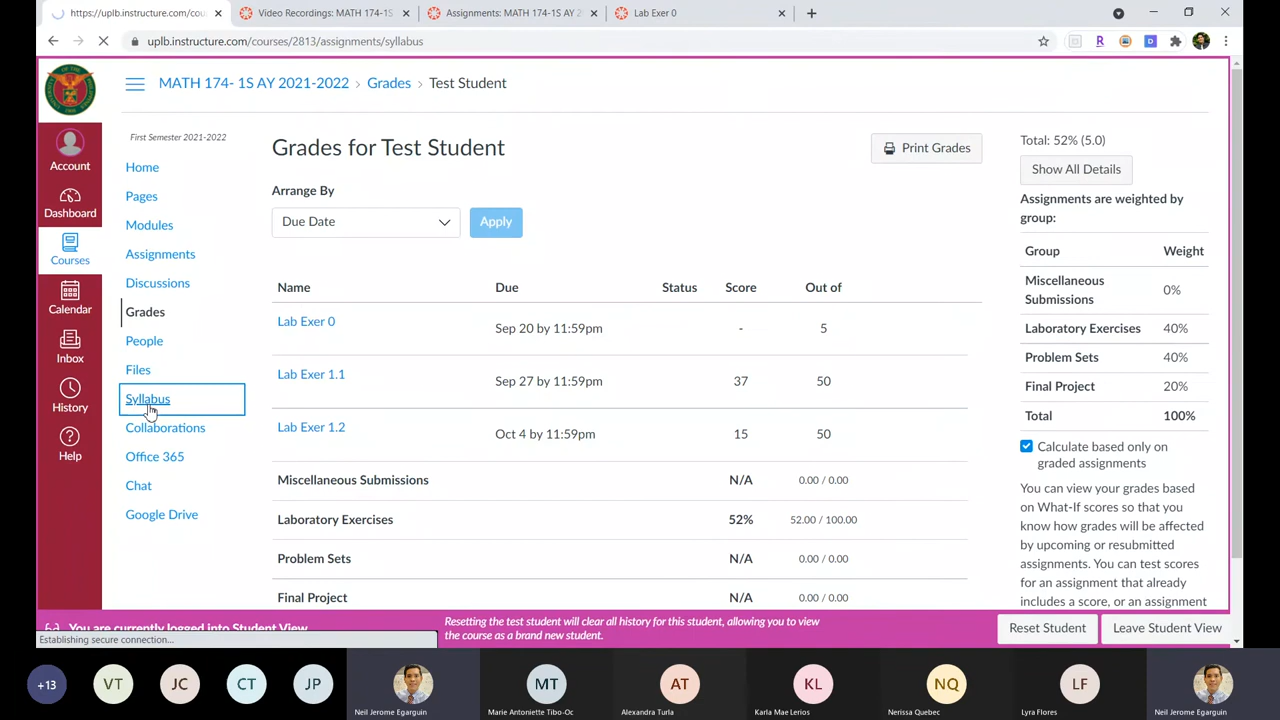 https://uplb.instructure.com/cou
Video Recordings: MATH 174-1S
Assignments: MATH 174-1S AY 2
Lab Exer 0
uplb.instructure.com/courses/2813/assignments/syllabus
MATH 174- 1S AY 2021-2022 › Grades › Test Student
First Semester 2021-2022
Account
Dashboard
Courses
Calendar
Inbox
History
Help
Home
Pages
Modules
Assignments
Discussions
Grades
People
Files
Syllabus
Collaborations
Office 365
Chat
Google Drive
Grades for Test Student
Print Grades
Arrange By
Due Date
Apply
Name Due Status Score Out of
Lab Exer 0 Sep 20 by 11:59pm - 5
Lab Exer 1.1 Sep 27 by 11:59pm 37 50
Lab Exer 1.2 Oct 4 by 11:59pm 15 50
Miscellaneous Submissions N/A 0.00 / 0.00
Laboratory Exercises 52% 52.00 / 100.00
Problem Sets N/A 0.00 / 0.00
Final Project N/A 0.00 / 0.00
Total: 52% (5.0)
Show All Details
Assignments are weighted by
group:
Group Weight
Miscellaneous
Submissions 0%
Laboratory Exercises 40%
Problem Sets 40%
Final Project 20%
Total 100%
Calculate based only on
graded assignments
You can view your grades based
on What-If scores so that you
know how grades will be affected
by upcoming or resubmitted
assignments. You can test scores
for an assignment that already
includes a score, or an assignment
You are currently logged into Student View
Resetting the test student will clear all history for this student, allowing you to view
the course as a brand new student.
Reset Student
Leave Student View
Establishing secure connection...
+13
VT
JC
CT
JP
Neil Jerome Egarguin
MT
Marie Antoniette Tibo-Oc
AT
Alexandra Turla
KL
Karla Mae Lerios
NQ
Nerissa Quebec
LF
Lyra Flores
Neil Jerome Egarguin